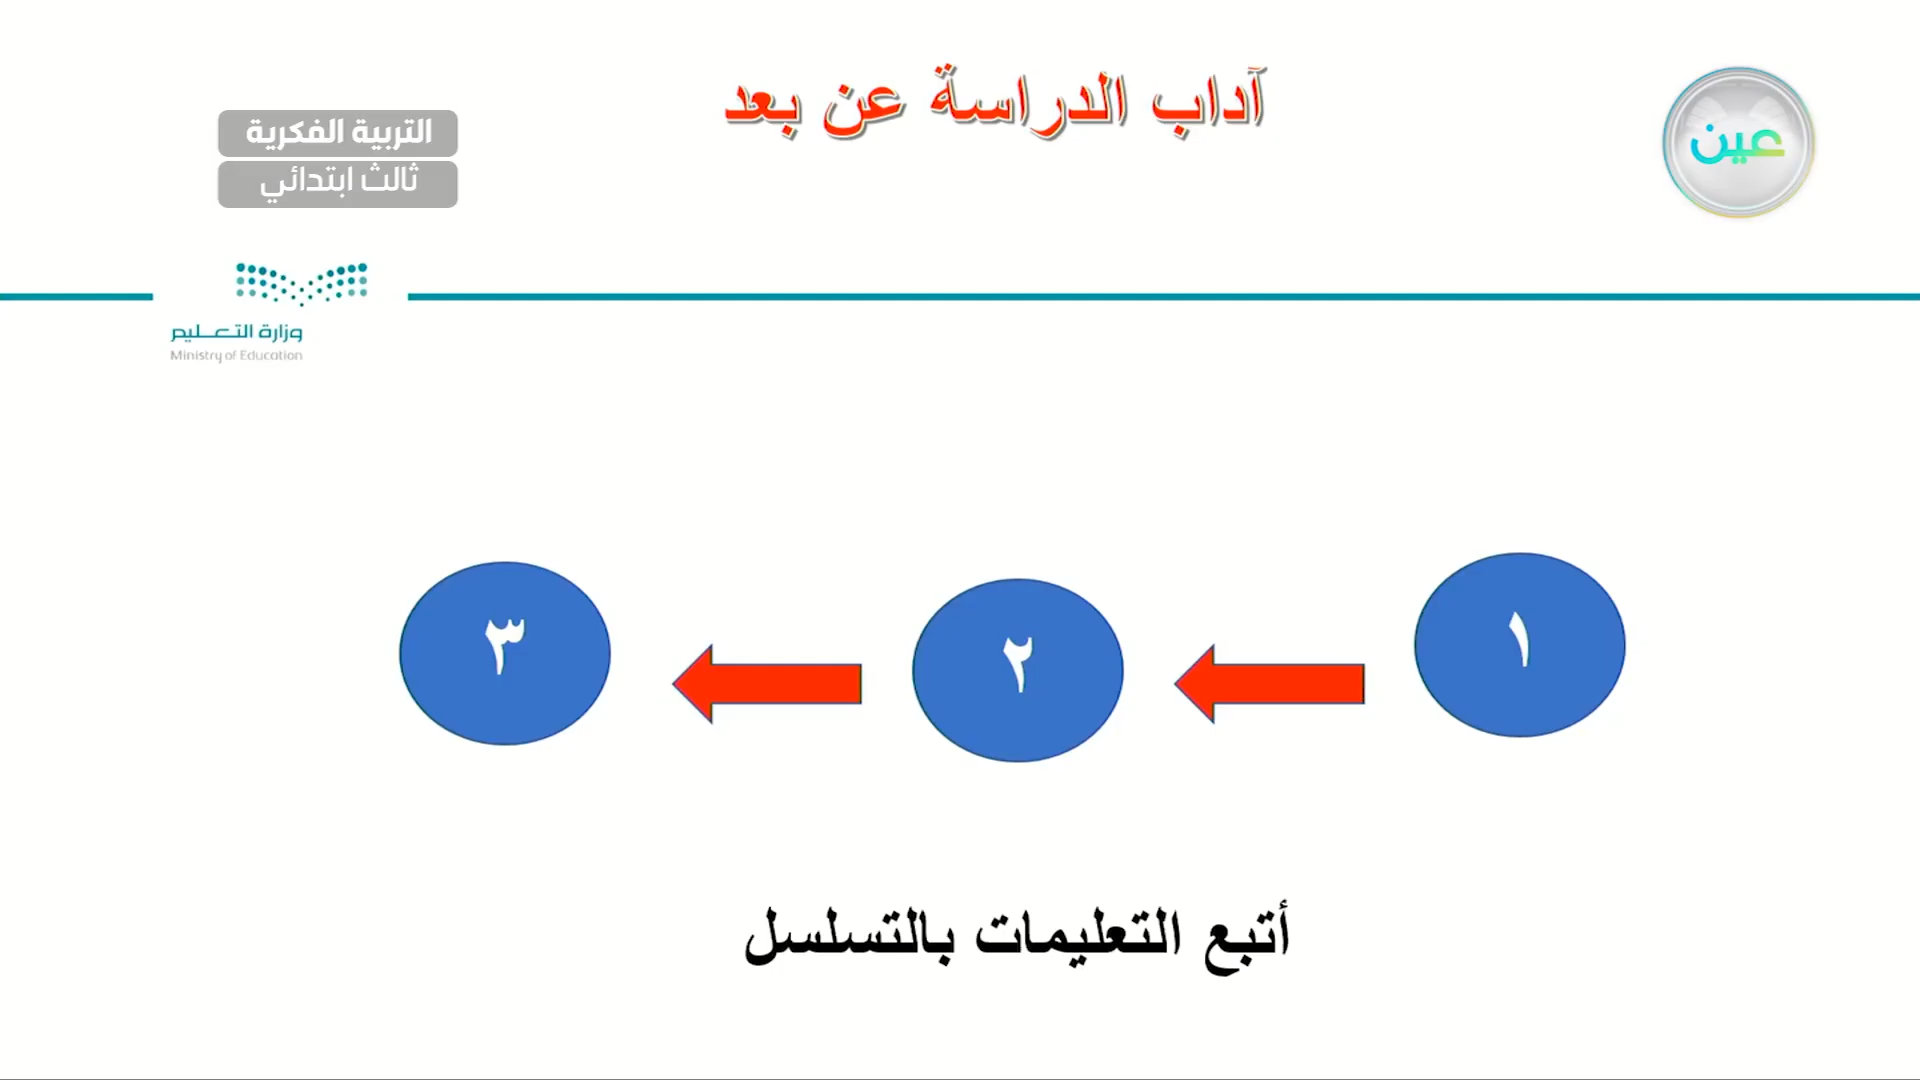 آداب الدراسة عن بعد
عين
التربية الفكرية
ثالث ابتدائي
وزارة التعليم
Ministry of Education
١
٢
٣
أتبع التعليمات بالتسلسل